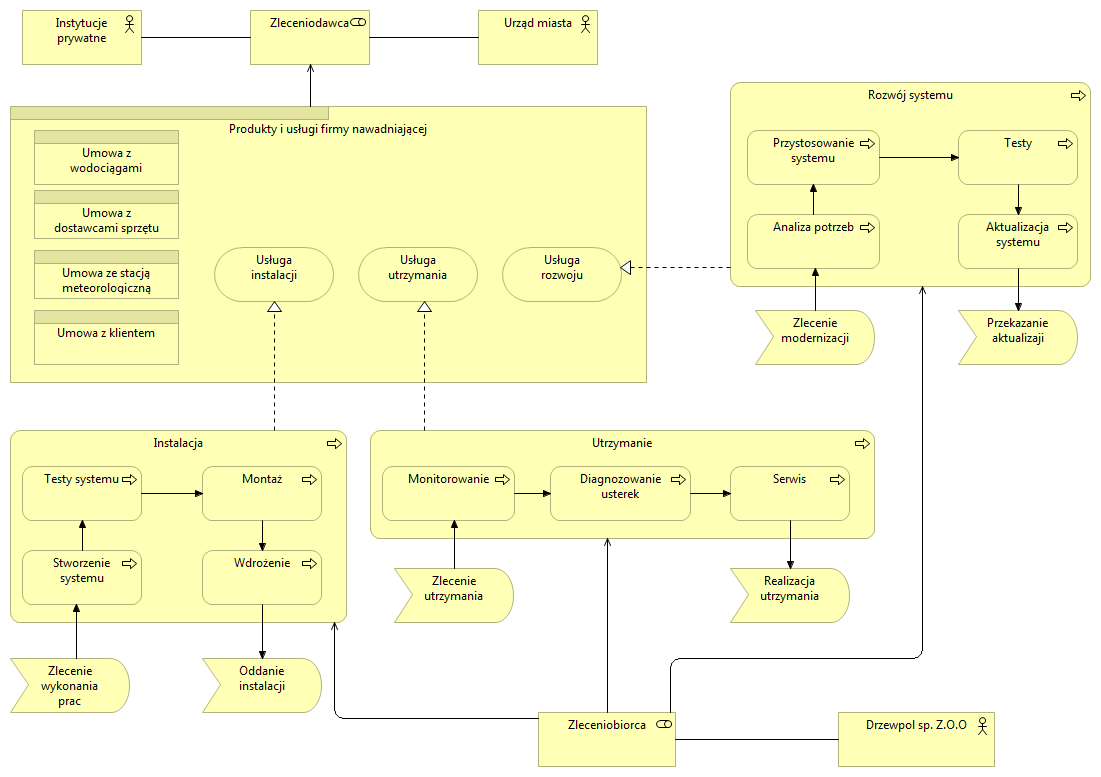 Instytucje
prywatne
Zleceniodawca
Urząd miasta
Produkty i usługi firmy nawadniającej
Umowa z
wodociągami
Umowa z
dostawcami sprzętu
Umowa ze stacją
meteorologiczną
Umowa z klientem
Usługa
instalacji
Usługa
utrzymania
Usługa
rozwoju
Rozwój systemu
Przystosowanie
systemu
Testy
Analiza potrzeb
Aktualizacja
systemu
Zlecenie
modernizacji
Przekazanie
aktualizaji
Instalacja
Testy systemu
Montaż
Stworzenie
systemu
Wdrożenie
Zlecenie
wykonania
prac
Oddanie
instalacji
Utrzymanie
Monitorowanie
Diagnozowanie
usterek
Serwis
Zlecenie
utrzymania
Realizacja
utrzymania
Zleceniobiorca
Drzewpol sp. Z.O.O